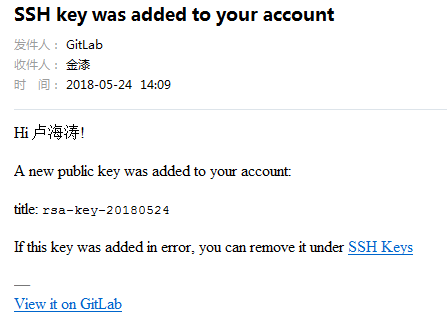 SSH key was added to your account
发件人： GitLab
收件人： 金漆
时 间： 2018-05-24 14:09
Hi 卢海涛!
A new public key was added to your account:
title: rsa-key-20180524
If this key was added in error, you can remove it under SSH Keys
—
View it on GitLab